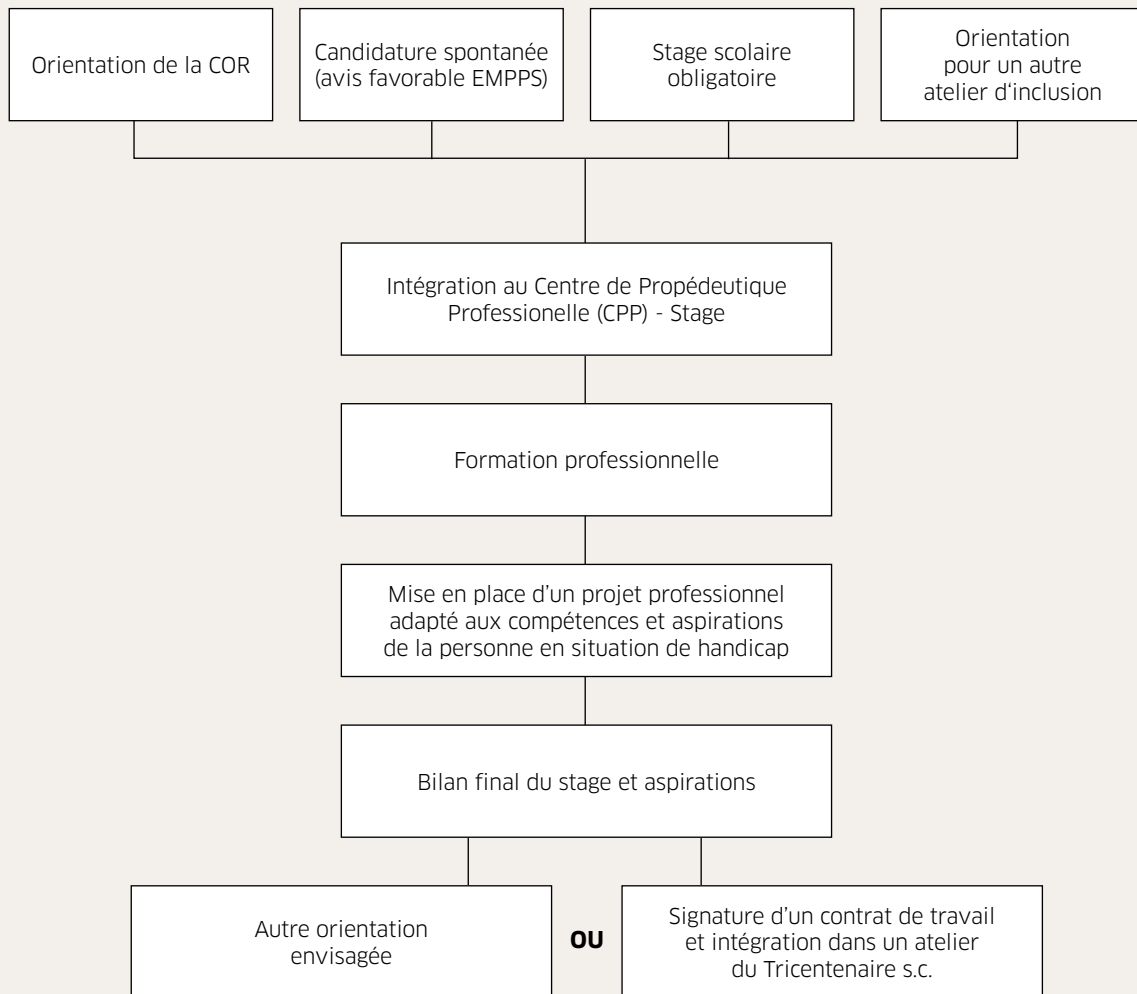 Orientation de la COR
Candidature spontanée
(avis favorable EMPPS)
Stage scolaire
obligatoire
Orientation
pour un autre
atelier d‘inclusion
Intégration au Centre de Propédeutique
Professionelle (CPP) - Stage
Formation professionnelle
Mise en place d’un projet professionnel
adapté aux compétences et aspirations
de la personne en situation de handicap
Bilan final du stage et aspirations
Autre orientation
envisagée
OU
Signature d’un contrat de travail
et intégration dans un atelier
du Tricentenaire s.c.